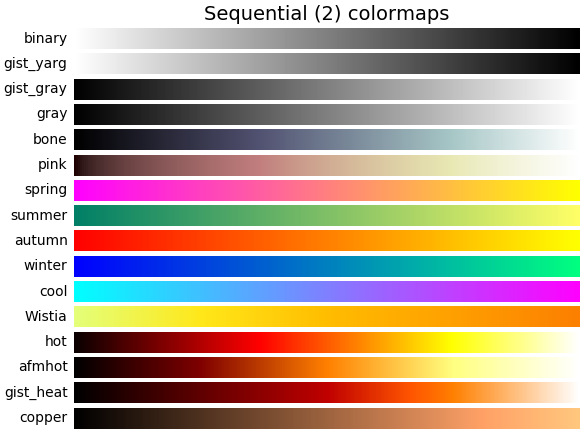 Sequential (2) colormaps
binary
gist_yarg
gist_gray
gray
bone
pink
spring
summer
autumn
winter
cool
Wistia
hot
afmhot
gist_heat
copper